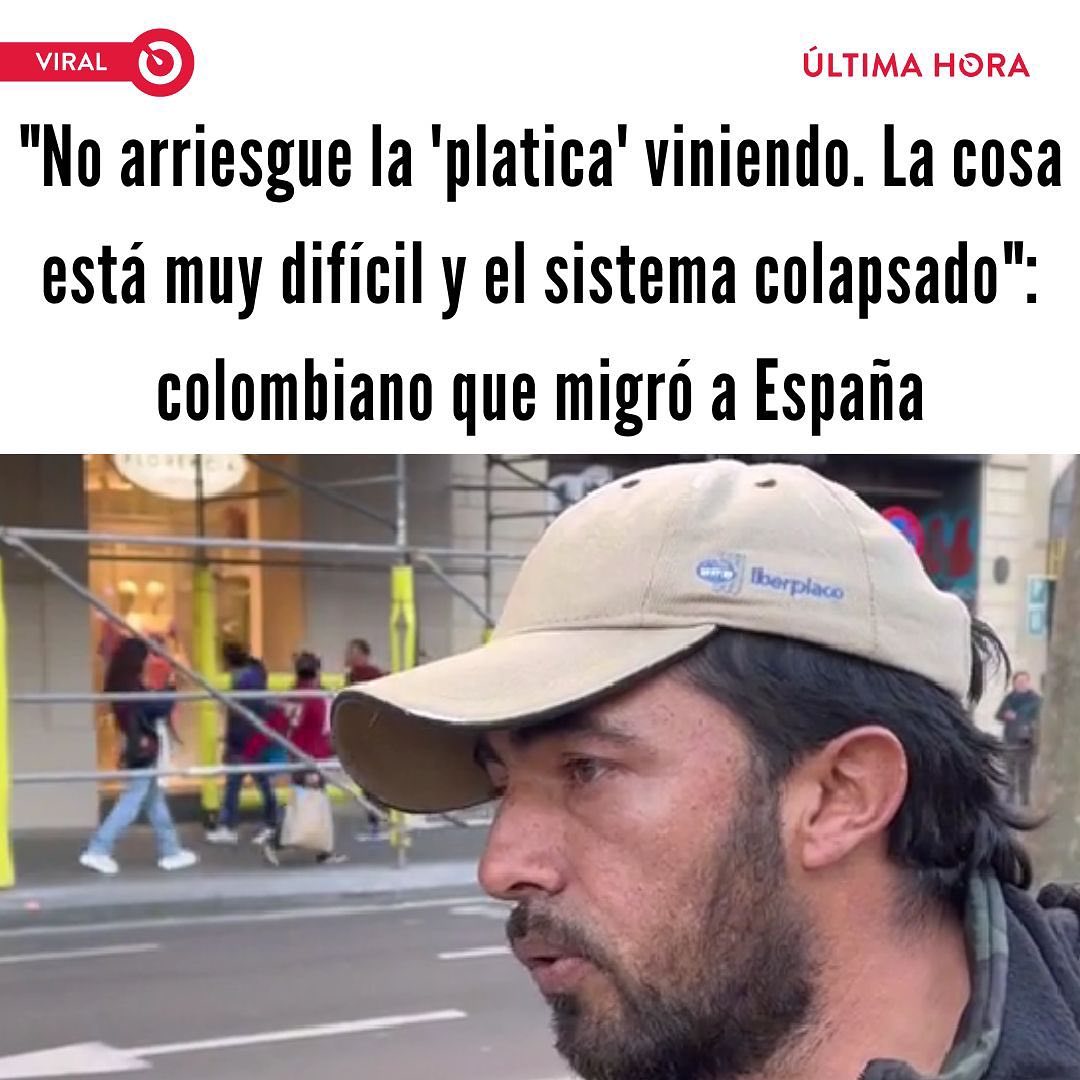 VIRAL
ÚLTIMA HORA
"No arriesgue la 'platica' viniendo. La cosa
está muy difícil y el sistema colapsado":
colombiano que migró a España
Iberplaco